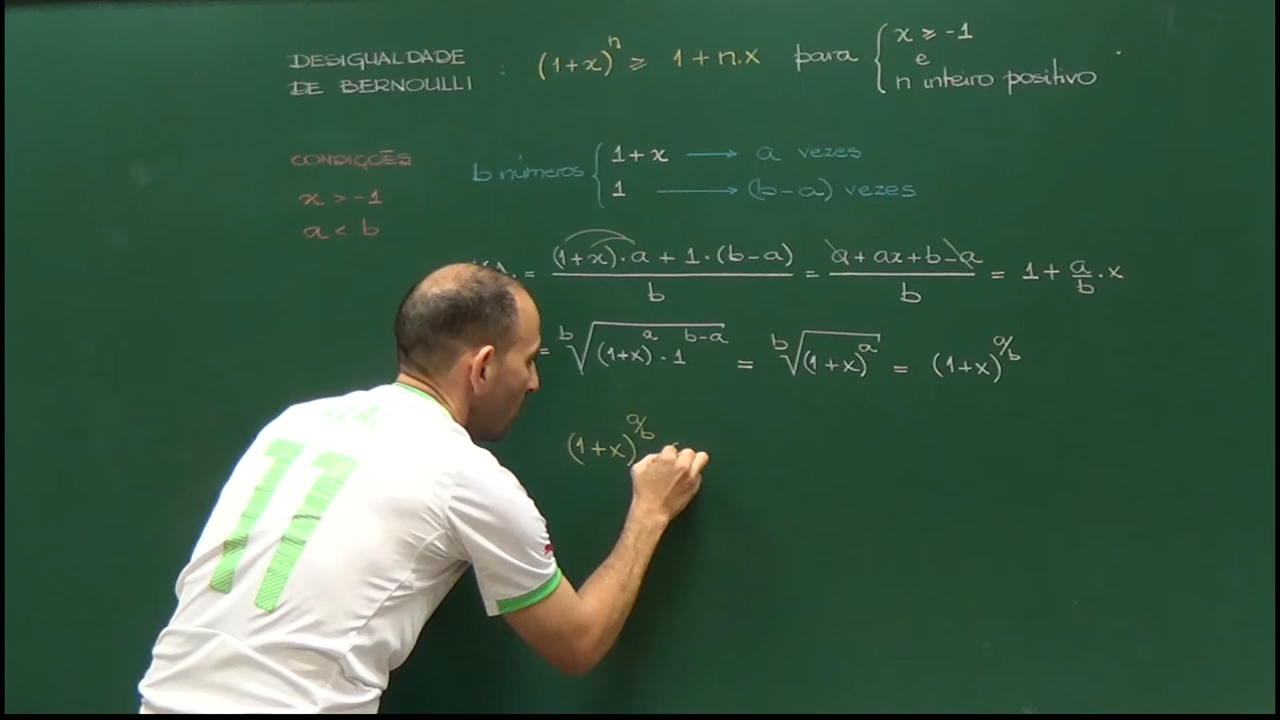 DESIGUALDADE
DE BERNOULLI : (1+x)^n ≥ 1+n.x para { x ≥ -1
e
n inteiro positivo
CONDIÇÕES
x > -1
a < b
b números { 1+x → a vezes
1 → (b-a) vezes
= ((1+x)·a + 1·(b-a))/b = (a+ax+b-a)/b = 1 + a/b · x
= ᵇ√((1+x)^a · 1^(b-a)) = ᵇ√((1+x)^a) = (1+x)^(a/b)
(1+x)^(a/b)
11